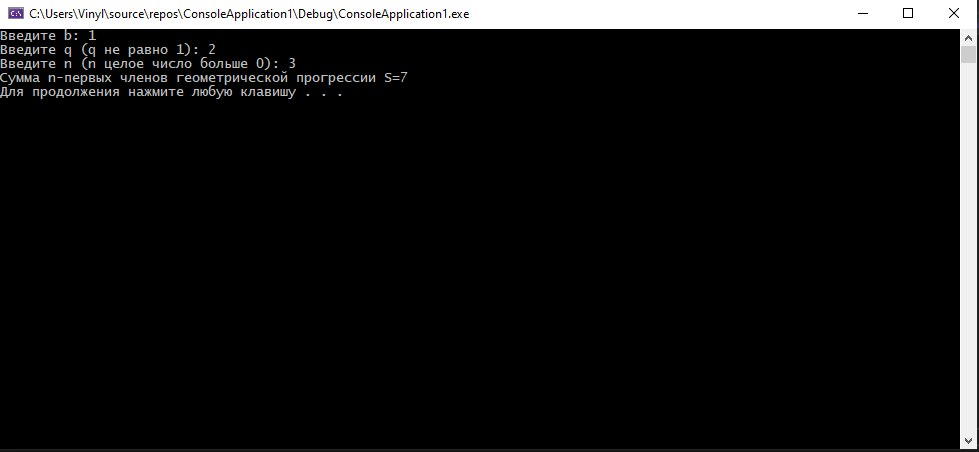 C:\Users\Vinyl\source\repos\ConsoleApplication1\Debug\ConsoleApplication1.exe
Введите b: 1
Введите q (q не равно 1): 2
Введите n (n целое число больше 0): 3
Сумма n-первых членов геометрической прогрессии S=7
Для продолжения нажмите любую клавишу . . .